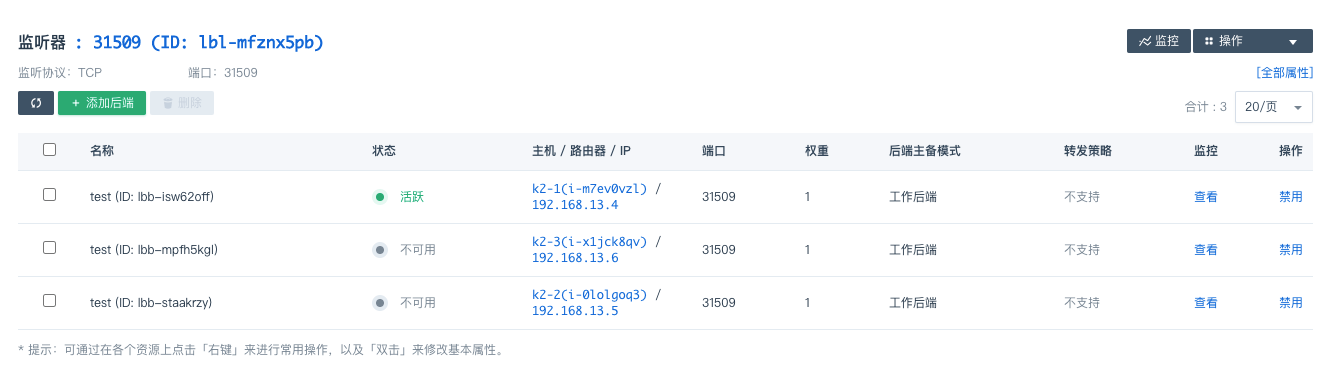 监听器 : 31509 (ID: lbl-mfznx5pb)
监控
操作
监听协议: TCP
端口: 31509
[全部属性]
+ 添加后端
删除
合计 : 3
20/页
名称 状态 主机 / 路由器 / IP 端口 权重 后端主备模式 转发策略 监控 操作
test (ID: lbb-isw62off) 活跃 k2-1(i-m7ev0vzl) / 31509 1 工作后端 不支持 查看 禁用
192.168.13.4
test (ID: lbb-mpfh5kgl) 不可用 k2-3(i-x1jck8qv) / 31509 1 工作后端 不支持 查看 禁用
192.168.13.6
test (ID: lbb-staakrzy) 不可用 k2-2(i-0lolgoq3) / 31509 1 工作后端 不支持 查看 禁用
192.168.13.5
* 提示: 可通过在各个资源上点击「右键」来进行常用操作，以及「双击」来修改基本属性。